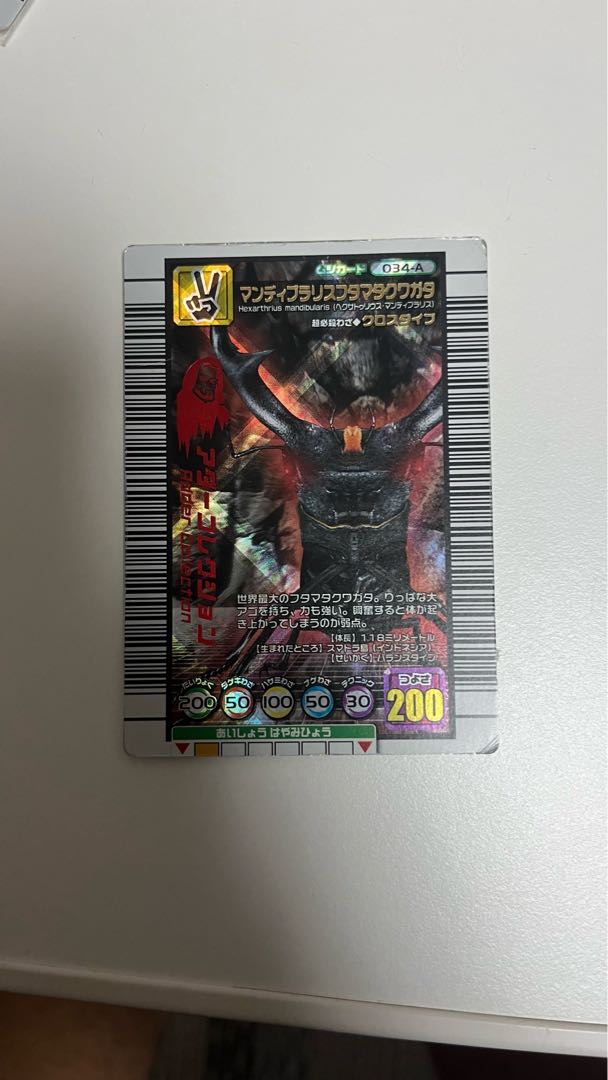 ムシカード 034-A
マンディブラリスフタマタクワガタ
Hexarthrius mandibularis (ヘクサトゥリウス・マンディブラリス)
超必殺わざ◆クロスダイブ
アダーコレクション
Adder collection
世界最大のフタマタクワガタ。りっぱな大
アゴを持ち、力も強い。興奮すると体が起
き上がってしまうのが弱点。
【体長】118ミリメートル
【生まれたところ】スマトラ島(インドネシア)
【せいかく】バランスタイプ
たいりょく ダゲキわざ ハサミわざ ナゲわざ テクニック つよさ
200 50 100 50 30 200
あいしょうはやみひょう